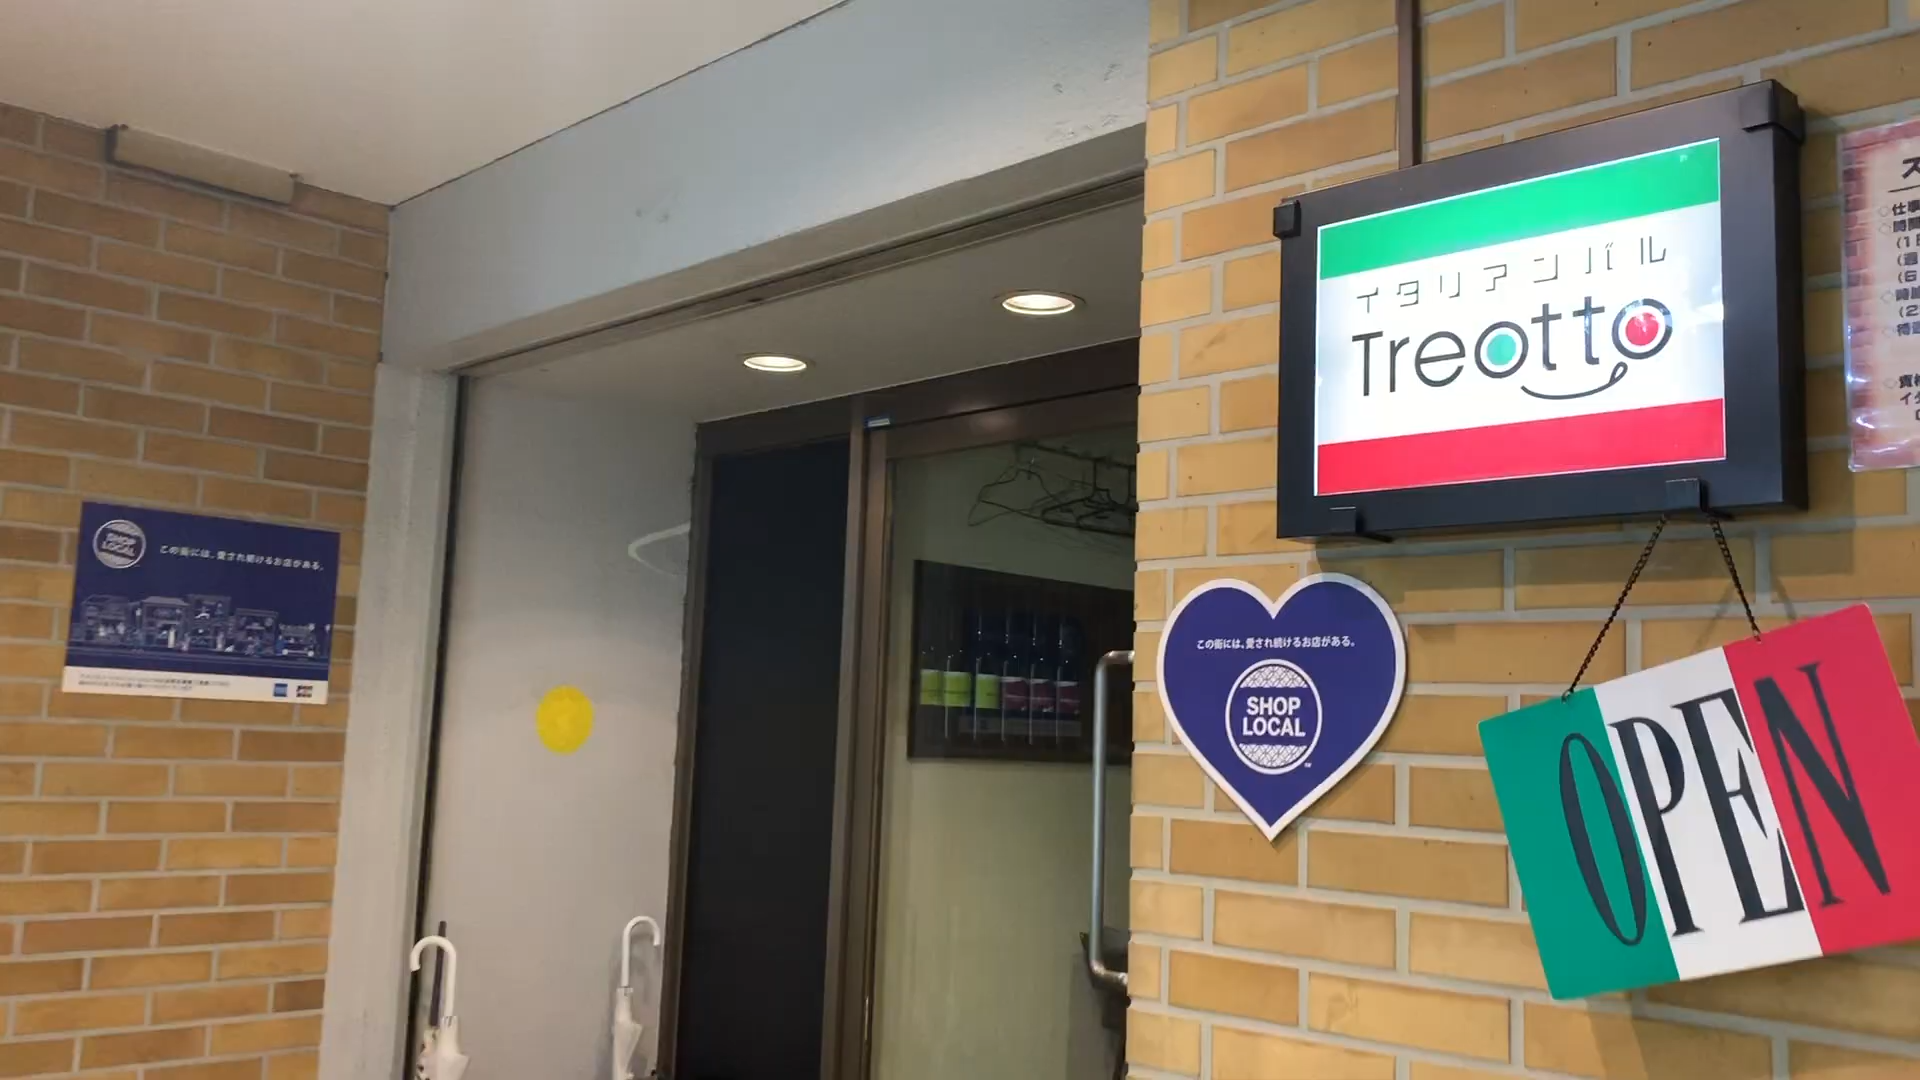 イタリアンバル
Treotto
OPEN
この街には、愛され続けるお店がある。
SHOP
LOCAL
TM
SHOP
LOCAL
この街には、愛され続けるお店がある。